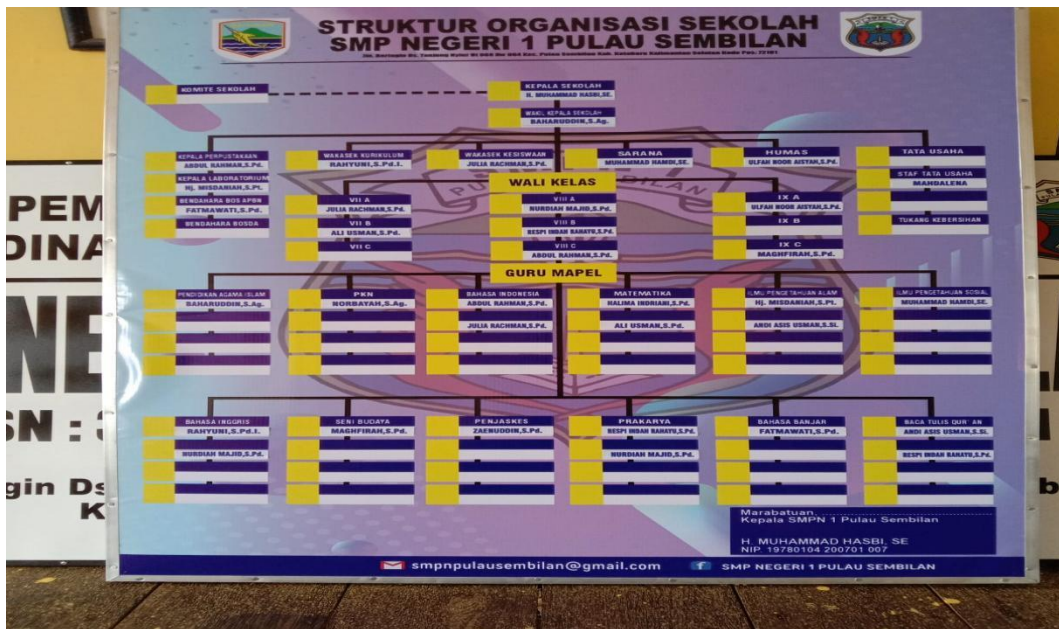 STRUKTUR ORGANISASI SEKOLAH
SMP NEGERI 1 PULAU SEMBILAN
KOMITE SEKOLAH
KEPALA SEKOLAH
H. MUHAMMAD HASBI,SE.
WAKIL KEPALA SEKOLAH
BAHARUDDIN,S.Ag.
KEPALA PERPUSTAKAAN
ABDUL RAHMAN,S.Pd.
KEPALA LABORATORIUM
Hj. MISDANIAH,S.Pt.
BENDAHARA BOS APBN
FATMAWATI,S.Pd.
BENDAHARA BOSDA
WAKASEK KURIKULUM
RAHYUNI,S.Pd.I.
WAKASEK KESISWAAN
JULIA RACHMAN,S.Pd.
SARANA
MUHAMMAD HAMDI,SE.
HUMAS
ULFAH NOOR AISYAH,S.Pd.
TATA USAHA
STAF TATA USAHA
MAHDALENA
TUKANG KEBERSIHAN
WALI KELAS
VII A
JULIA RACHMAN,S.Pd.
VII B
ALI USMAN,S.Pd.
VII C
VIII A
NURDIAH MAJID,S.Pd.
VIII B
RESPI INDAH RAHAYU,S.Pd.
VIII C
ABDUL RAHMAN,S.Pd.
IX A
ULFAH NOOR AISYAH,S.Pd.
IX B
IX C
MAGHFIRAH,S.Pd.
GURU MAPEL
PENDIDIKAN AGAMA ISLAM
BAHARUDDIN,S.Ag.
PKN
NORBAYAH,S.Ag.
BAHASA INDONESIA
ABDUL RAHMAN,S.Pd.
JULIA RACHMAN,S.Pd.
MATEMATIKA
HALIMA INDRIANI,S.Pd.
ALI USMAN,S.Pd.
ILMU PENGETAHUAN ALAM
Hj. MISDANIAH,S.Pt.
ANDI ASIS USMAN,S.Si.
ILMU PENGETAHUAN SOSIAL
MUHAMMAD HAMDI,SE.
BAHASA INGGRIS
RAHYUNI,S.Pd.I.
NURDIAH MAJID,S.Pd.
SENI BUDAYA
MAGHFIRAH,S.Pd.
PENJASKES
ZAENUDDIN,S.Pd.
PRAKARYA
RESPI INDAH RAHAYU,S.Pd.
NURDIAH MAJID,S.Pd.
BAHASA BANJAR
FATMAWATI,S.Pd.
BACA TULIS QUR' AN
ANDI ASIS USMAN,S.Si.
RESPI INDAH RAHAYU,S.Pd.
Marabatuan,
Kepala SMPN 1 Pulau Sembilan
H. MUHAMMAD HASBI, SE
NIP. 19780104 200701 007
smpnpulausembilan@gmail.com
SMP NEGERI 1 PULAU SEMBILAN
PEM
DINA
NE
SN :
gin Ds
K